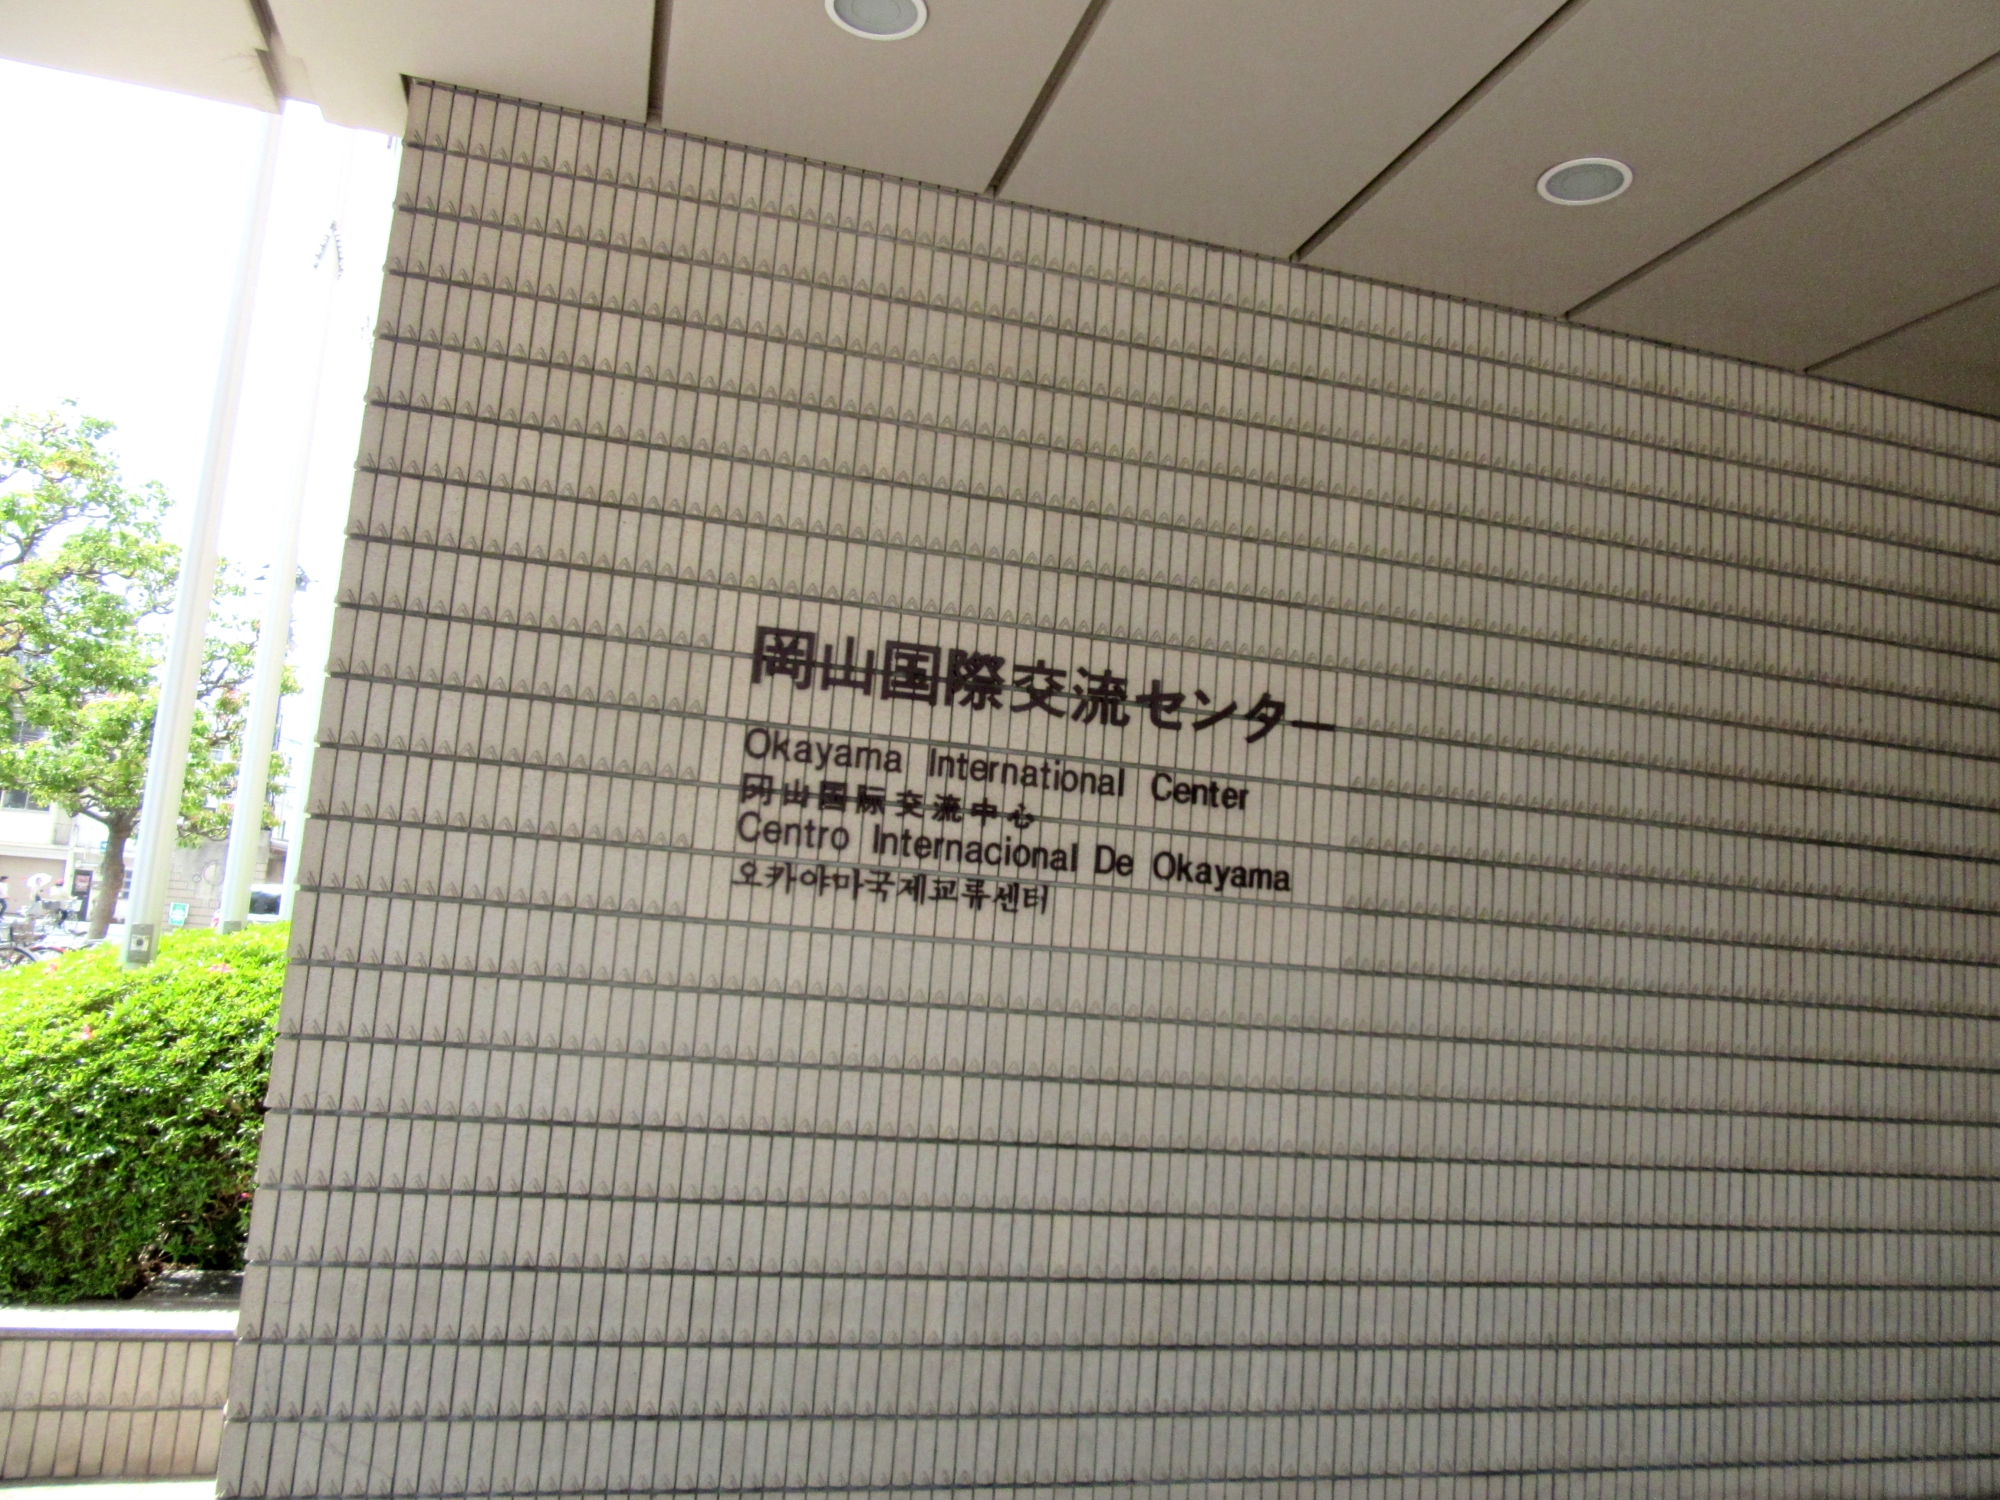 岡山国際交流センター
Okayama International Center
冈山国际交流中心
Centro Internacional De Okayama
오카야마국제교류센터